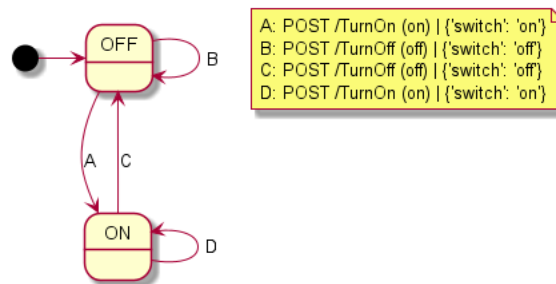 OFF
B
A: POST /TurnOn (on) | {'switch': 'on'}
B: POST /TurnOff (off) | {'switch': 'off'}
C: POST /TurnOff (off) | {'switch': 'off'}
D: POST /TurnOn (on) | {'switch': 'on'}
A
C
ON
D